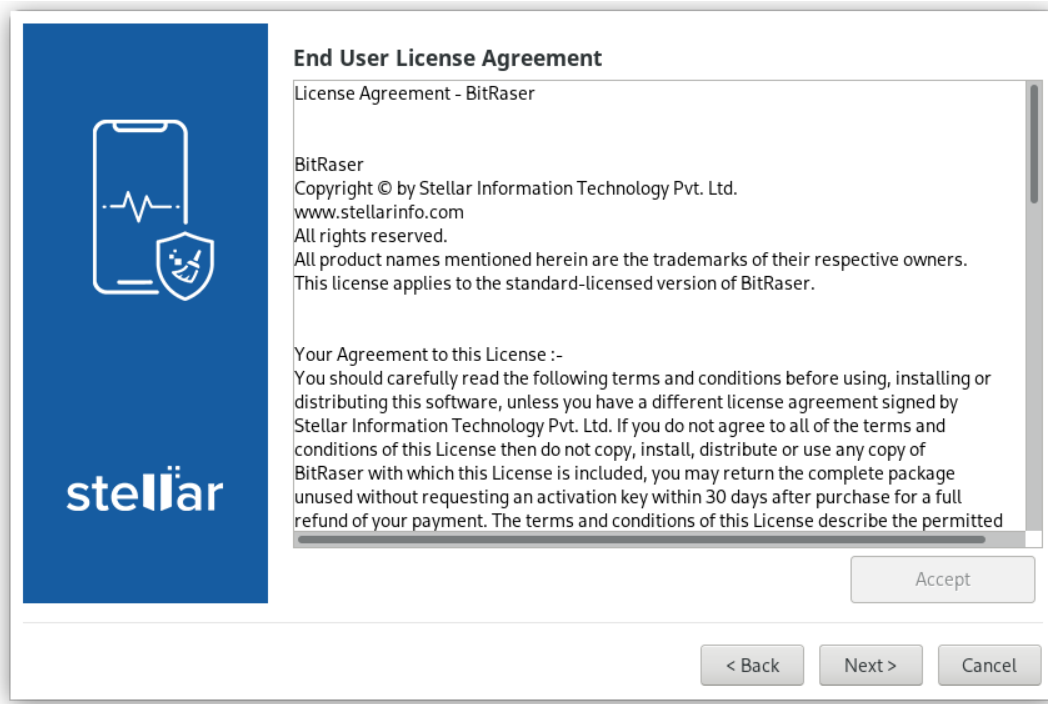 End User License Agreement
License Agreement - BitRaser
BitRaser
Copyright © by Stellar Information Technology Pvt. Ltd.
www.stellarinfo.com
All rights reserved.
All product names mentioned herein are the trademarks of their respective owners.
This license applies to the standard-licensed version of BitRaser.
Your Agreement to this License :-
You should carefully read the following terms and conditions before using, installing or
distributing this software, unless you have a different license agreement signed by
Stellar Information Technology Pvt. Ltd. If you do not agree to all of the terms and
conditions of this License then do not copy, install, distribute or use any copy of
BitRaser with which this License is included, you may return the complete package
unused without requesting an activation key within 30 days after purchase for a full
refund of your payment. The terms and conditions of this License describe the permitted
stellar
Accept
< Back
Next >
Cancel